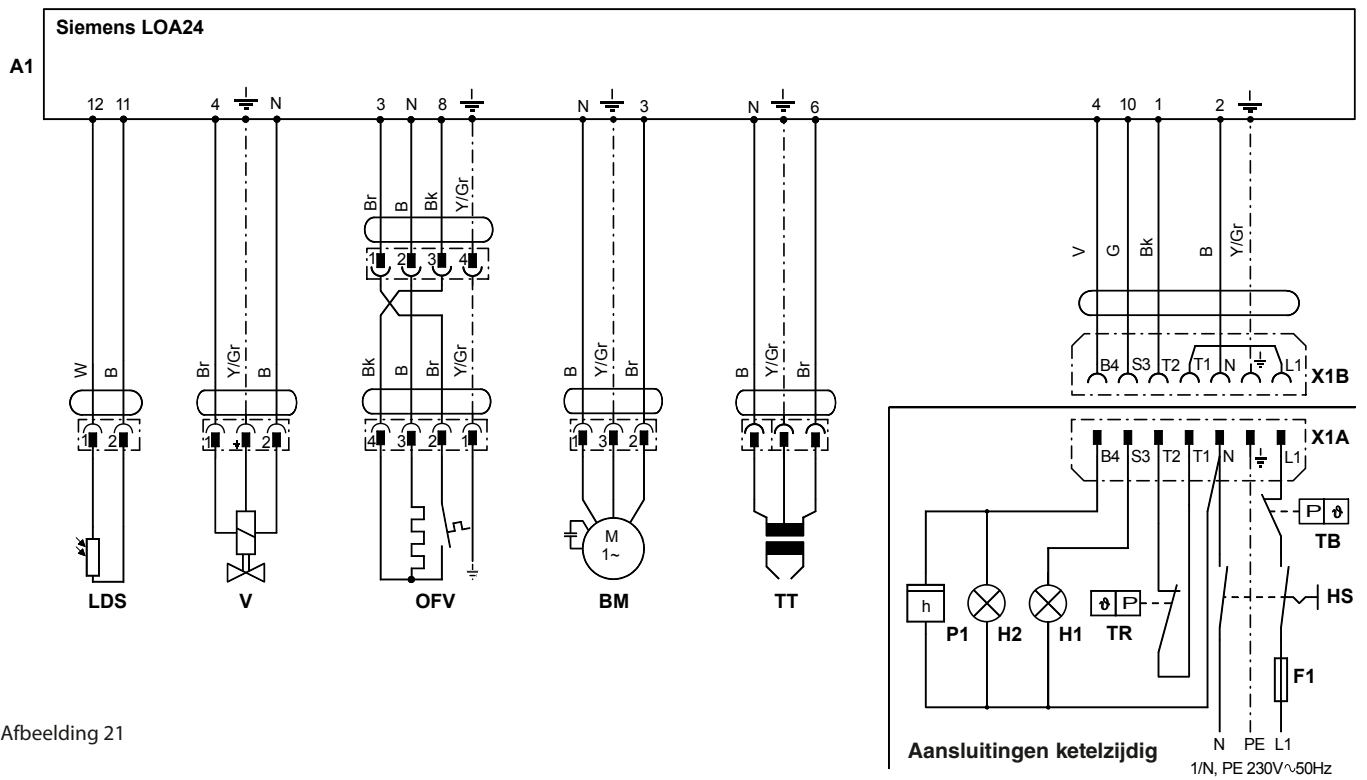 Siemens LOA24
A1
12 11 4 N 3 N 8 N 3 N 6 4 10 1 2
Br B Bk Y/Gr
V G Bk B Y/Gr
1 2 3 4
W B Br Y/Gr B Bk B Br Y/Gr B Y/Gr Br B Y/Gr Br
B4 S3 T2 T1 N L1 X1B
1 2 1 2 4 3 2 1 1 3 2
B4 S3 T2 T1 N L1 X1A
P ϑ
TB
M
1~
LDS V OFV BM TT
h P1 H2 H1 ϑ P TR HS
F1
Afbeelding 21
Aansluitingen ketelzijdig
N PE L1
1/N, PE 230V~50Hz